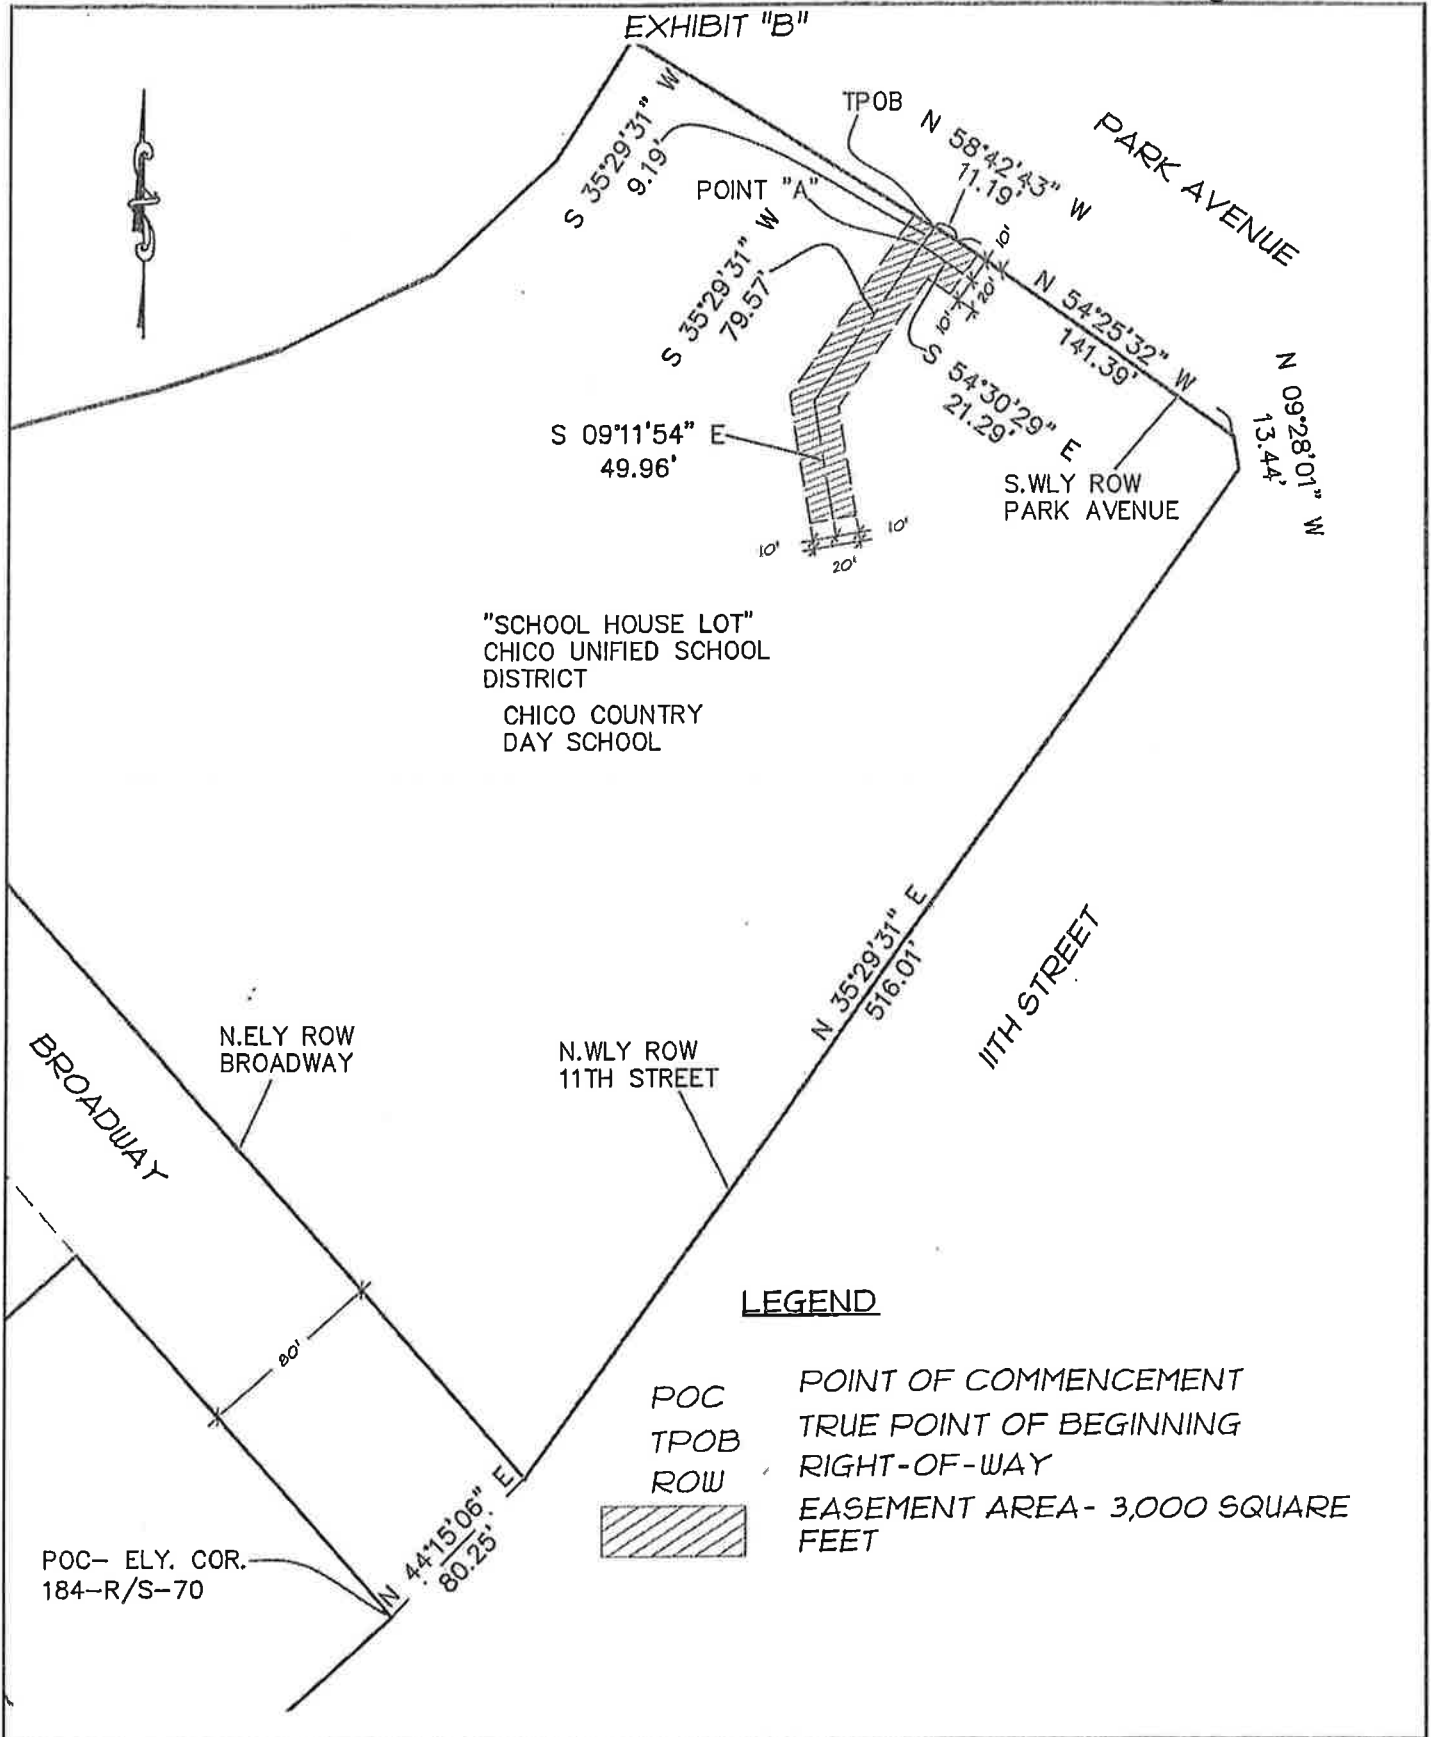 EXHIBIT "B"
TPOB
PARK AVENUE
N 58°42'43" W
11.19'
S 35°29'31" W
9.19'
POINT "A"
S 35°29'31" W
79.57'
10'
20'
10'
N 54°25'32" W
141.39'
N 09°28'01" W
13.44'
S 54°30'29" E
21.29'
S 09°11'54" E
49.96'
S.WLY ROW
PARK AVENUE
10'
10'
20'
"SCHOOL HOUSE LOT"
CHICO UNIFIED SCHOOL
DISTRICT
CHICO COUNTRY
DAY SCHOOL
N 35°29'31" E
516.01'
11TH STREET
N.ELY ROW
BROADWAY
BROADWAY
N.WLY ROW
11TH STREET
80'
LEGEND
POC POINT OF COMMENCEMENT
TPOB TRUE POINT OF BEGINNING
ROW RIGHT-OF-WAY
EASEMENT AREA- 3,000 SQUARE
FEET
N 44°15'06" E
80.25'
POC- ELY. COR.
184-R/S-70